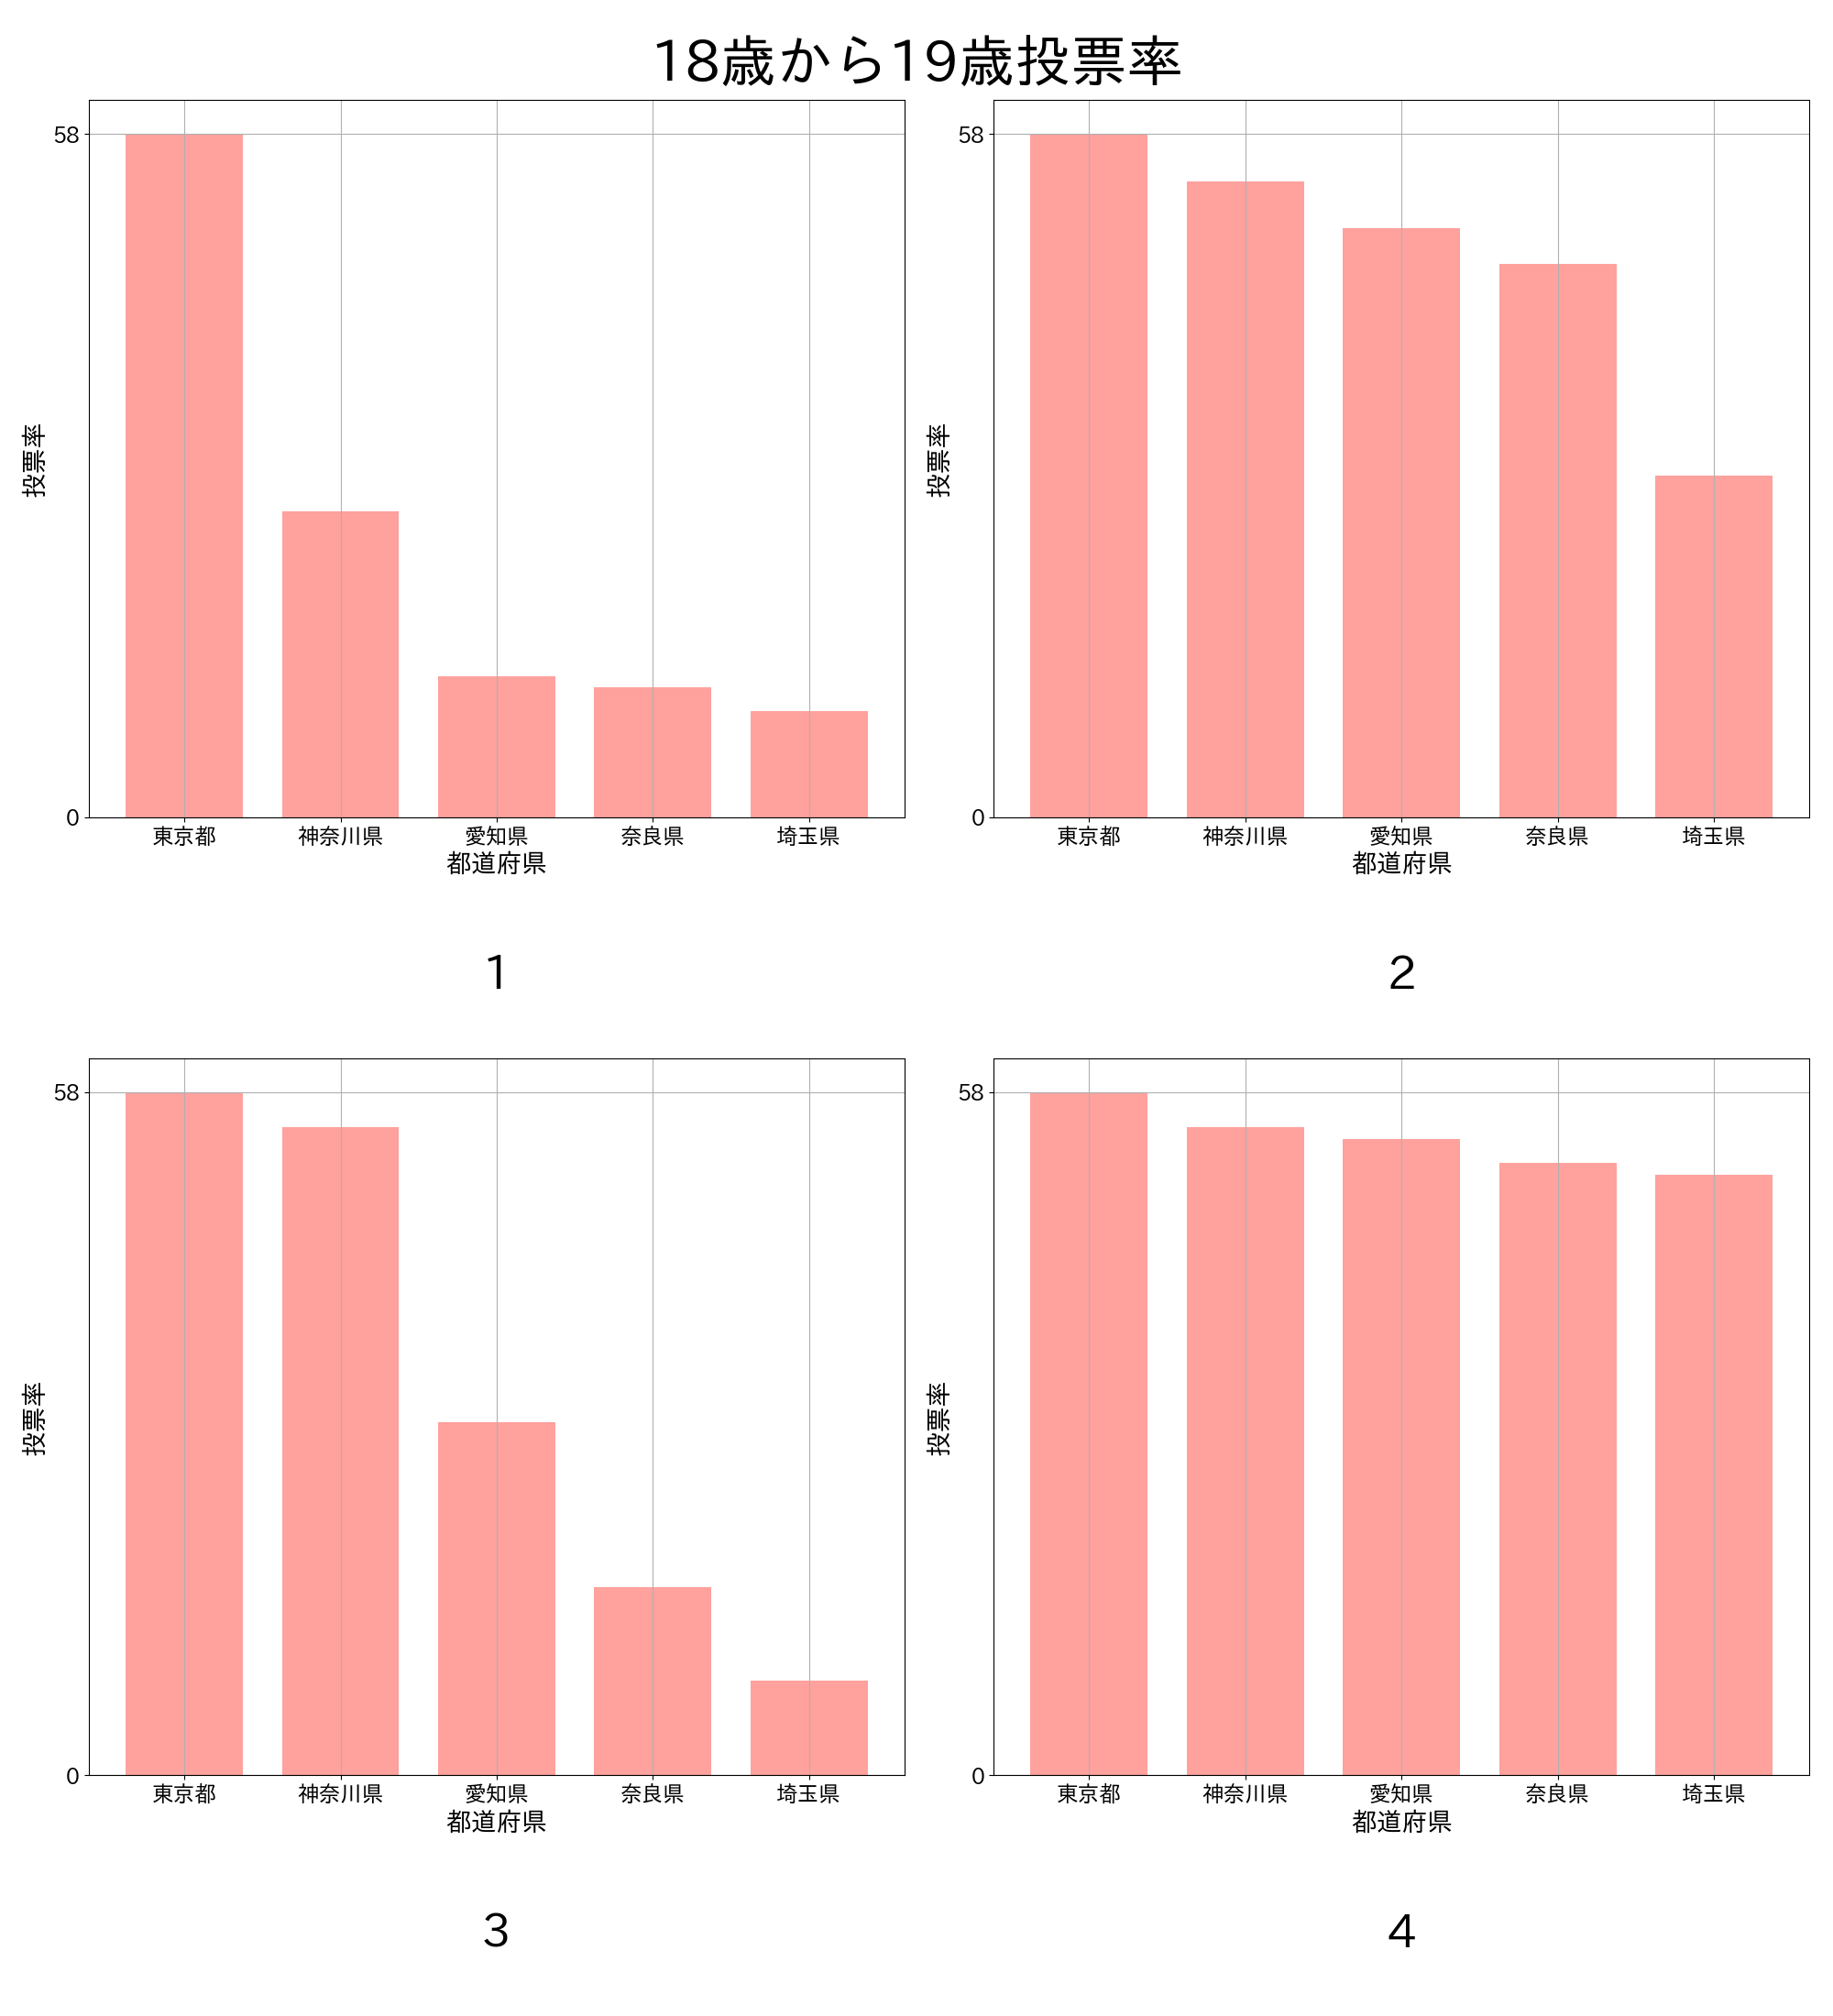 18歳から19歳投票率
58
0
投票率
東京都 神奈川県 愛知県 奈良県 埼玉県
都道府県
1
58
0
投票率
東京都 神奈川県 愛知県 奈良県 埼玉県
都道府県
2
58
0
投票率
東京都 神奈川県 愛知県 奈良県 埼玉県
都道府県
3
58
0
投票率
東京都 神奈川県 愛知県 奈良県 埼玉県
都道府県
4